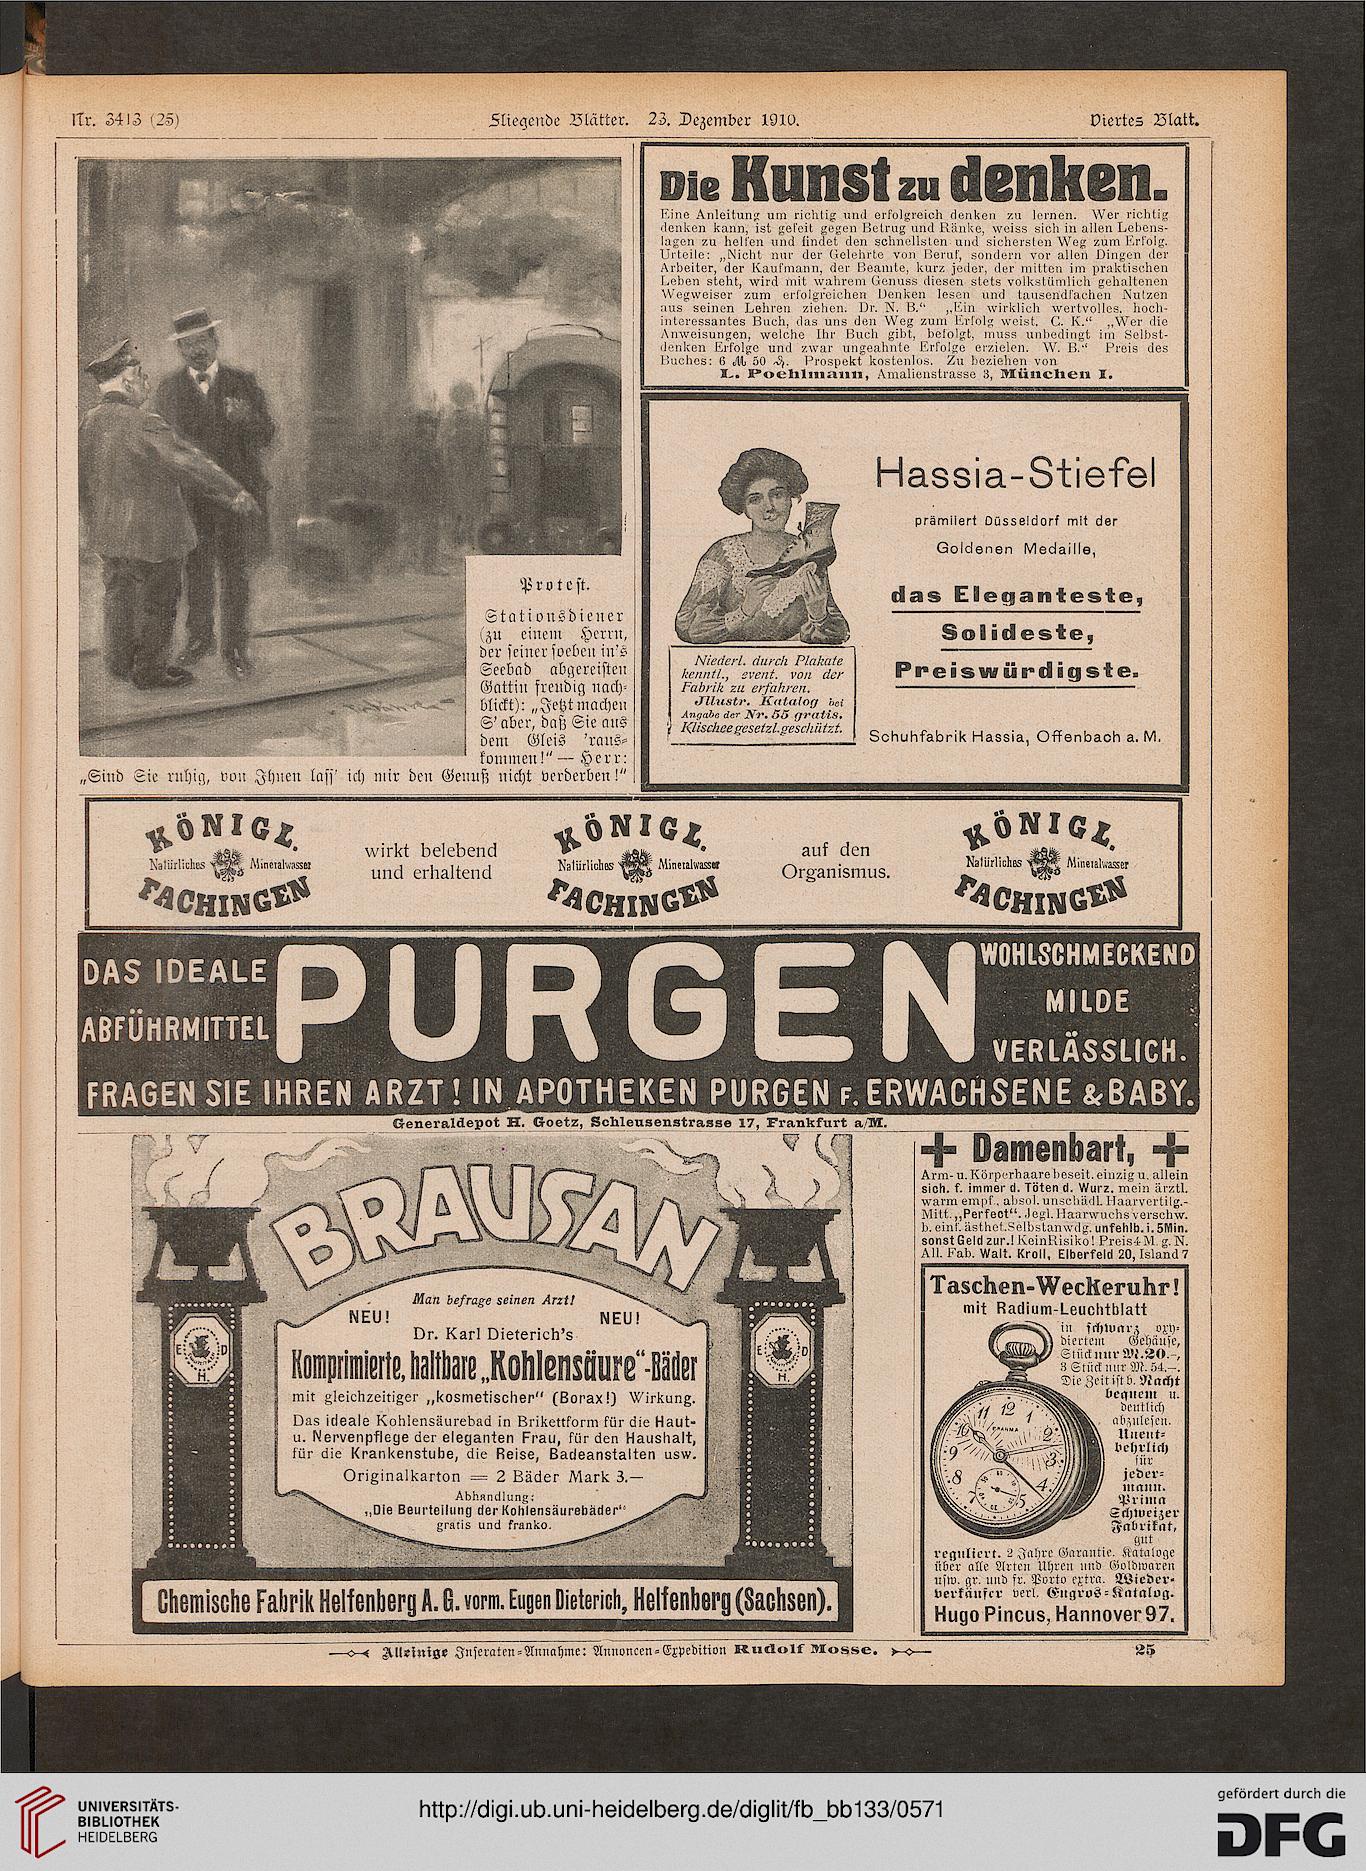 Nr. 3413 (25)
Fliegende Blätter. 23. Dezember 1910.
Viertes Blatt.
Protest.
Stationsdiener
(zu einem Herrn,
der seiner soeben in's
Seebad abgereisten
Gattin freudig nach-
blickt): „Jetzt machen
S' aber, daß Sie aus
dem Gleis 'raus-
kommen!" — Herr:
„Sind Sie ruhig, von Ihnen lass' ich mir den Genuß nicht verderben!"
Die Kunst zu denken.
Eine Anleitung um richtig und erfolgreich denken zu lernen. Wer richtig
denken kann, ist gefeit gegen Betrug und Ränke, weiss sich in allen Lebens-
lagen zu helfen und findet den schnellsten und sichersten Weg zum Erfolg.
Urteile: „Nicht nur der Gelehrte von Beruf, sondern vor allen Dingen der
Arbeiter, der Kaufmann, der Beamte, kurz jeder, der mitten im praktischen
Leben steht, wird mit wahrem Genuss diesen stets volkstümlich gehaltenen
Wegweiser zum erfolgreichen Denken lesen und tausendfachen Nutzen
aus seinen Lehren ziehen. Dr. N. B." „Ein wirklich wertvolles, hoch-
interessantes Buch, das uns den Weg zum Erfolg weist. C. K." „Wer die
Anweisungen, welche Ihr Buch gibt, befolgt, muss unbedingt im Selbst-
denken Erfolge und zwar ungeahnte Erfolge erzielen. W. B." Preis des
Buches: 6 ℳ 50 ₰. Prospekt kostenlos. Zu beziehen von
L. Poehlmann, Amalienstrasse 3, München I.
Niederl. durch Plakate
kenntl., event. von der
Fabrik zu erfahren.
Jllustr. Katalog bei
Angabe der Nr. 55 gratis.
Klischee gesetzl. geschützt.
Hassia-Stiefel
prämiiert Düsseldorf mit der
Goldenen Medaille,
das Eleganteste,
Solideste,
Preiswürdigste.
Schuhfabrik Hassia, Offenbach a. M.
KÖNIGL.
Natürliches Mineralwasser
FACHINGEN
wirkt belebend
und erhaltend
KÖNIGL.
Natürliches Mineralwasser
FACHINGEN
auf den
Organismus.
KÖNIGL.
Natürliches Mineralwasser
FACHINGEN
DAS IDEALE
ABFÜHRMITTEL
PURGEN
WOHLSCHMECKEND
MILDE
VERLÄSSLICH.
FRAGEN SIE IHREN ARZT! IN APOTHEKEN PURGEN F. ERWACHSENE & BABY.
Generaldepot H. Goetz, Schleusenstrasse 17, Frankfurt a/M.
BRAUSAN
Man befrage seinen Arzt!
NEU! NEU!
Dr. Karl Dieterich's
Komprimierte, haltbare „Kohlensäure"-Bäder
mit gleichzeitiger „kosmetischer" (Borax!) Wirkung.
Das ideale Kohlensäurebad in Brikettform für die Haut-
u. Nervenpflege der eleganten Frau, für den Haushalt,
für die Krankenstube, die Reise, Badeanstalten usw.
Originalkarton = 2 Bäder Mark 3.—
Abhandlung:
„Die Beurteilung der Kohlensäurebäder"
gratis und franko.
E D
H.
E D
H.
Chemische Fabrik Helfenberg A. G. vorm. Eugen Dieterich, Helfenberg (Sachsen).
+ Damenbart, +
Arm- u. Körperhaare beseit. einzig u. allein
sich. f. immer d. Töten d. Wurz. mein ärztl.
warm empf., absol. unschädl. Haarvertilg.-
Mitt. „Perfect". Jegl. Haarwuchs verschw.
b. einf. ästhet. Selbstanwdg. unfehlb. i. 5 Min.
sonst Geld zur.! Kein Risiko! Preis 4 M. g. N.
All. Fab. Walt. Kroll, Elberfeld 20, Island 7
Taschen-Weckeruhr!
mit Radium-Leuchtblatt
in schwarz oxy-
diertem Gehäuse,
Stück nur M. 20.–,
3 Stück nur M. 54.–.
Die Zeit ist b. Nacht
bequem u.
deutlich
abzulesen.
Unent-
behrlich
für
jeder-
mann.
Prima
Schweizer
Fabrikat,
gut
reguliert. 2 Jahre Garantie. Kataloge
über alle Arten Uhren und Goldwaren
usw. gr. und fr. Porto extra. Wieder-
verkäufer verl. Engros-Katalog.
Hugo Pincus, Hannover 97.
Alleinige Inseraten-Annahme: Annoncen-Expedition Rudolf Mosse.
25
UNIVERSITÄTS-
BIBLIOTHEK
HEIDELBERG
http://digi.ub.uni-heidelberg.de/diglit/fb_bb133/0571
gefördert durch die
DFG